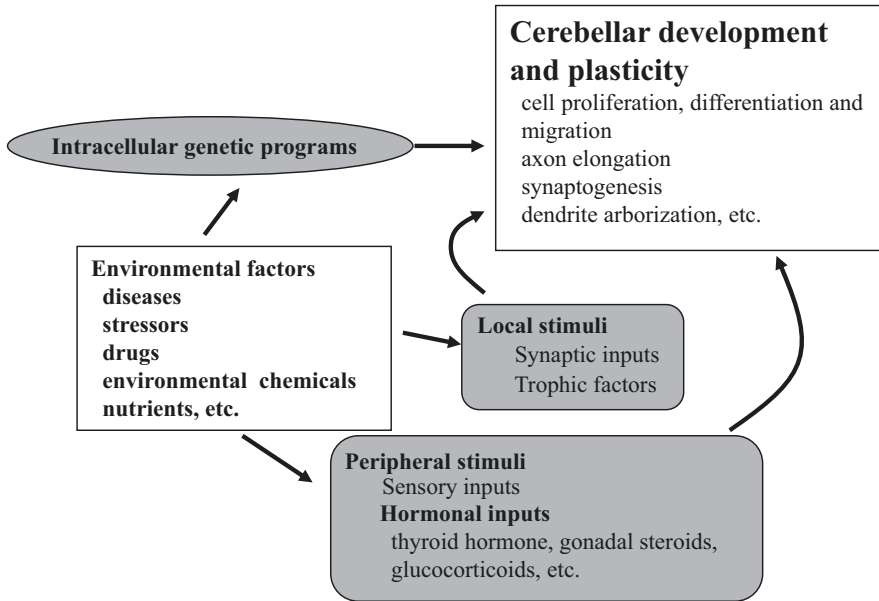 Cerebellar development
and plasticity
cell proliferation, differentiation and
migration
axon elongation
synaptogenesis
dendrite arborization, etc.
Intracellular genetic programs
Environmental factors
diseases
stressors
drugs
environmental chemicals
nutrients, etc.
Local stimuli
Synaptic inputs
Trophic factors
Peripheral stimuli
Sensory inputs
Hormonal inputs
thyroid hormone, gonadal steroids,
glucocorticoids, etc.